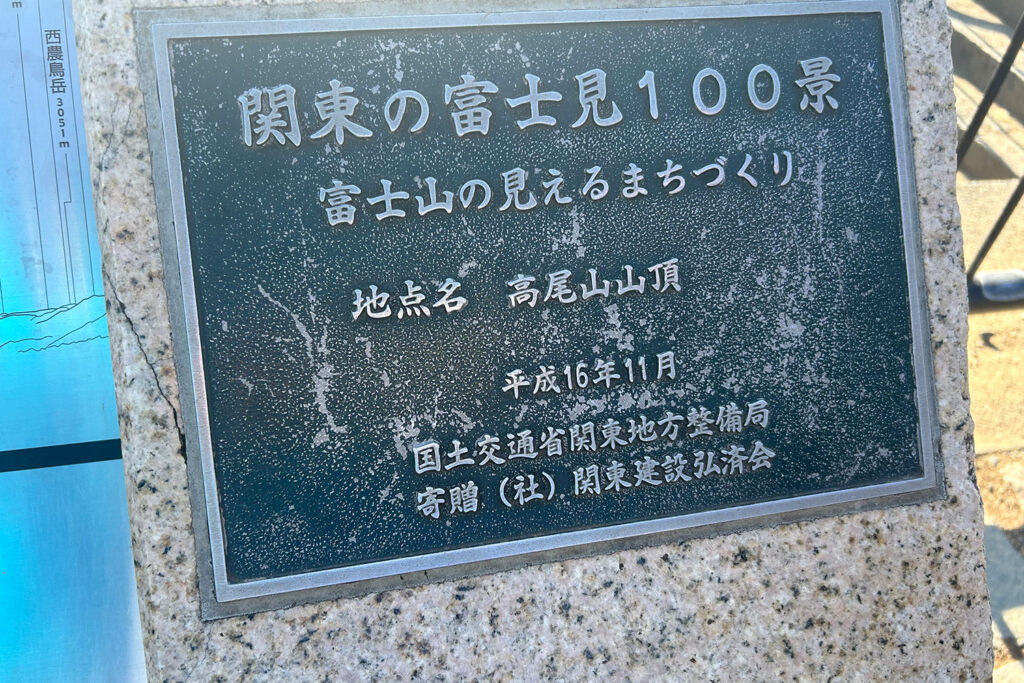 西農鳥岳 3051m
m
関東の富士見100景
富士山の見えるまちづくり
地点名 高尾山山頂
平成16年11月
国土交通省関東地方整備局
寄贈（社）関東建設弘済会